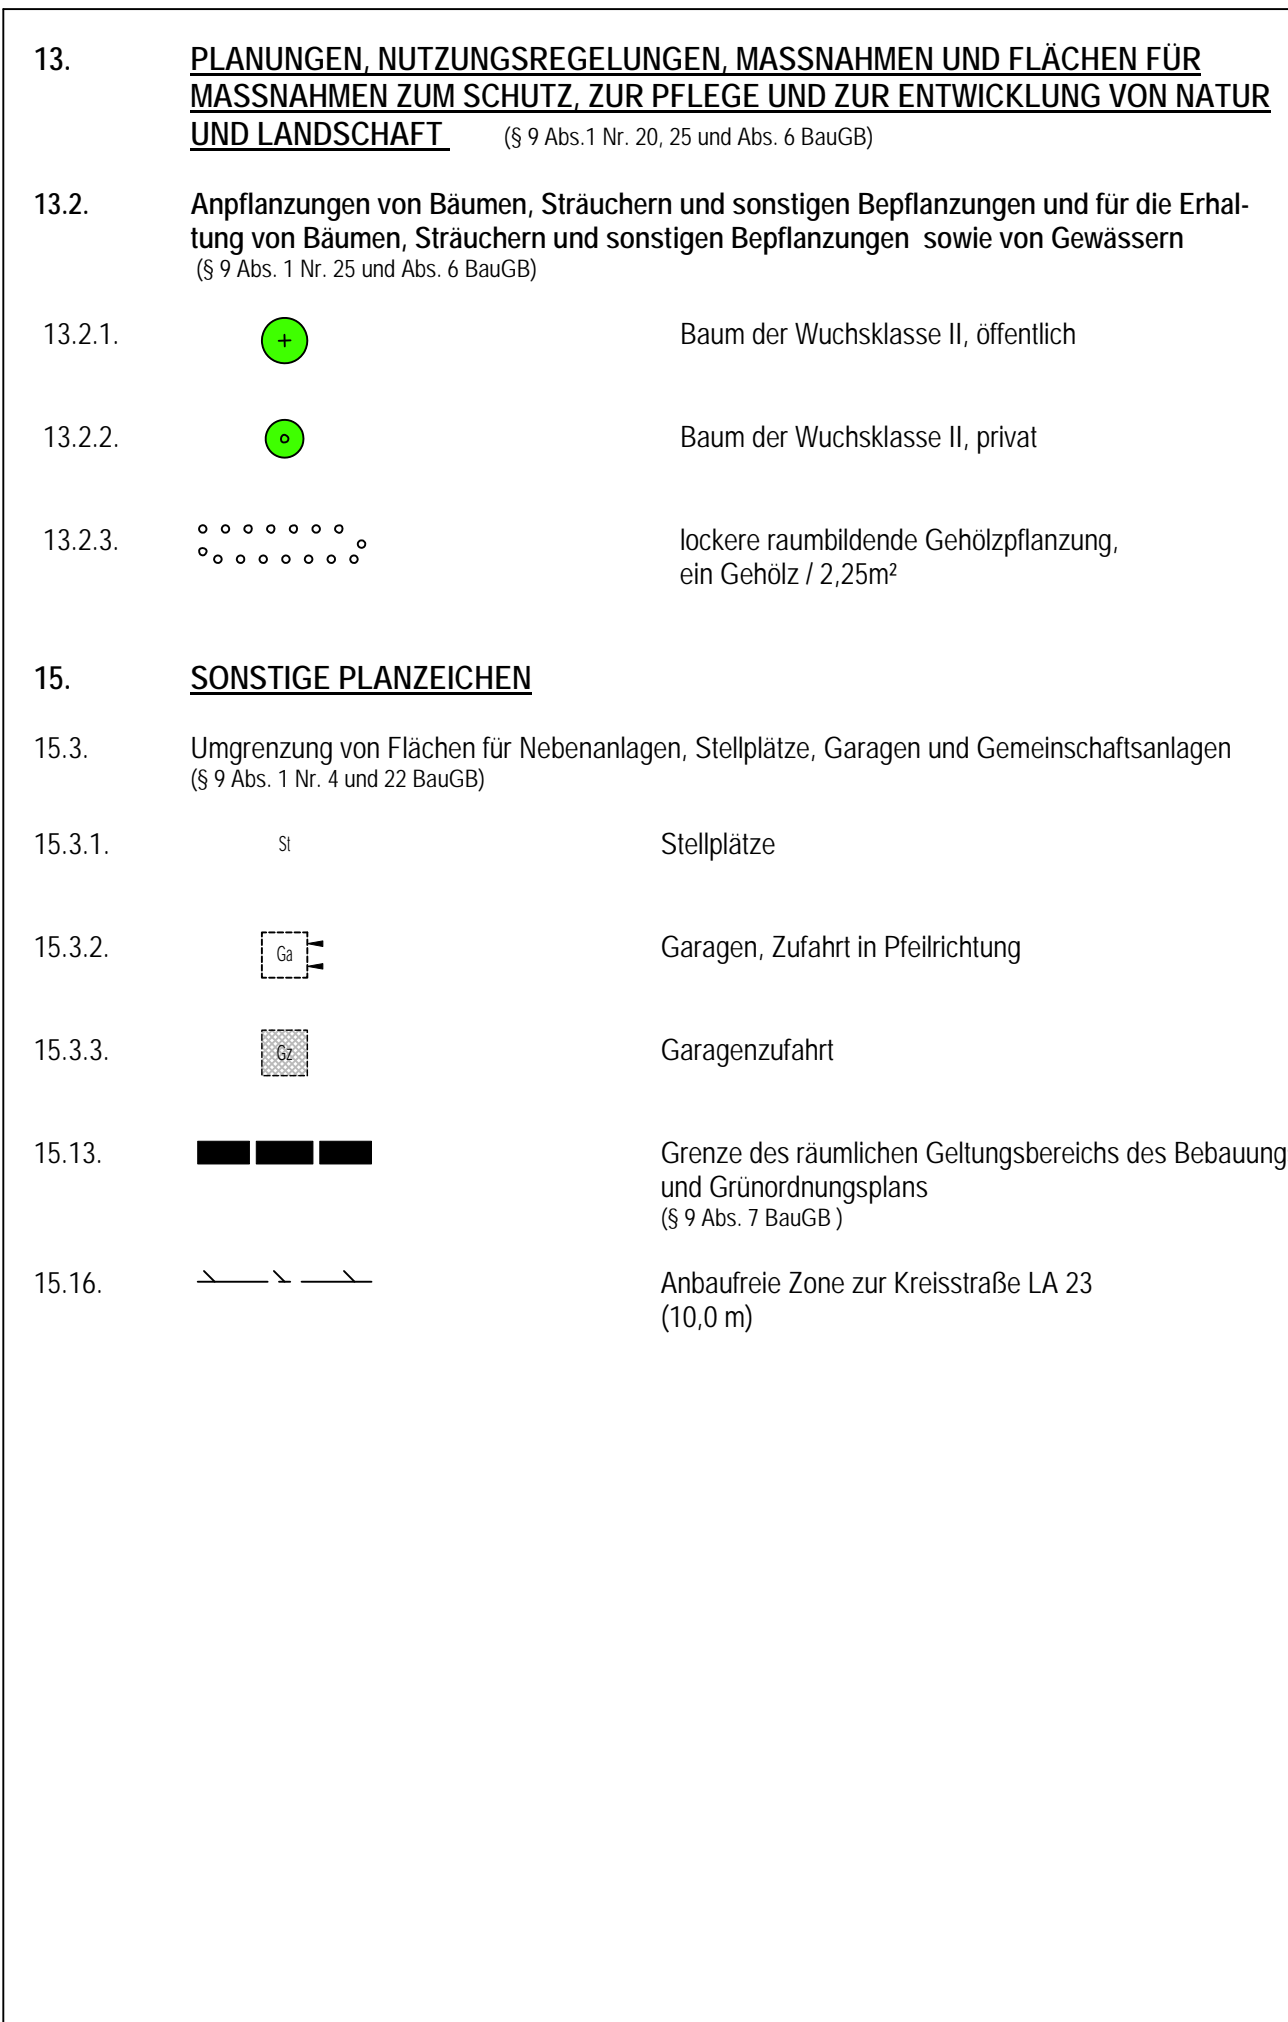 13. PLANUNGEN, NUTZUNGSREGELUNGEN, MASSNAHMEN UND FLÄCHEN FÜR
MASSNAHMEN ZUM SCHUTZ, ZUR PFLEGE UND ZUR ENTWICKLUNG VON NATUR
UND LANDSCHAFT (§ 9 Abs.1 Nr. 20, 25 und Abs. 6 BauGB)
13.2. Anpflanzungen von Bäumen, Sträuchern und sonstigen Bepflanzungen und für die Erhal-
tung von Bäumen, Sträuchern und sonstigen Bepflanzungen sowie von Gewässern
(§ 9 Abs. 1 Nr. 25 und Abs. 6 BauGB)
13.2.1. Baum der Wuchsklasse II, öffentlich
13.2.2. Baum der Wuchsklasse II, privat
13.2.3. lockere raumbildende Gehölzpflanzung,
ein Gehölz / 2,25m²
15. SONSTIGE PLANZEICHEN
15.3. Umgrenzung von Flächen für Nebenanlagen, Stellplätze, Garagen und Gemeinschaftsanlagen
(§ 9 Abs. 1 Nr. 4 und 22 BauGB)
15.3.1. St Stellplätze
15.3.2. Ga Garagen, Zufahrt in Pfeilrichtung
15.3.3. Gz Garagenzufahrt
15.13. Grenze des räumlichen Geltungsbereichs des Bebauung
und Grünordnungsplans
(§ 9 Abs. 7 BauGB )
15.16. Anbaufreie Zone zur Kreisstraße LA 23
(10,0 m)